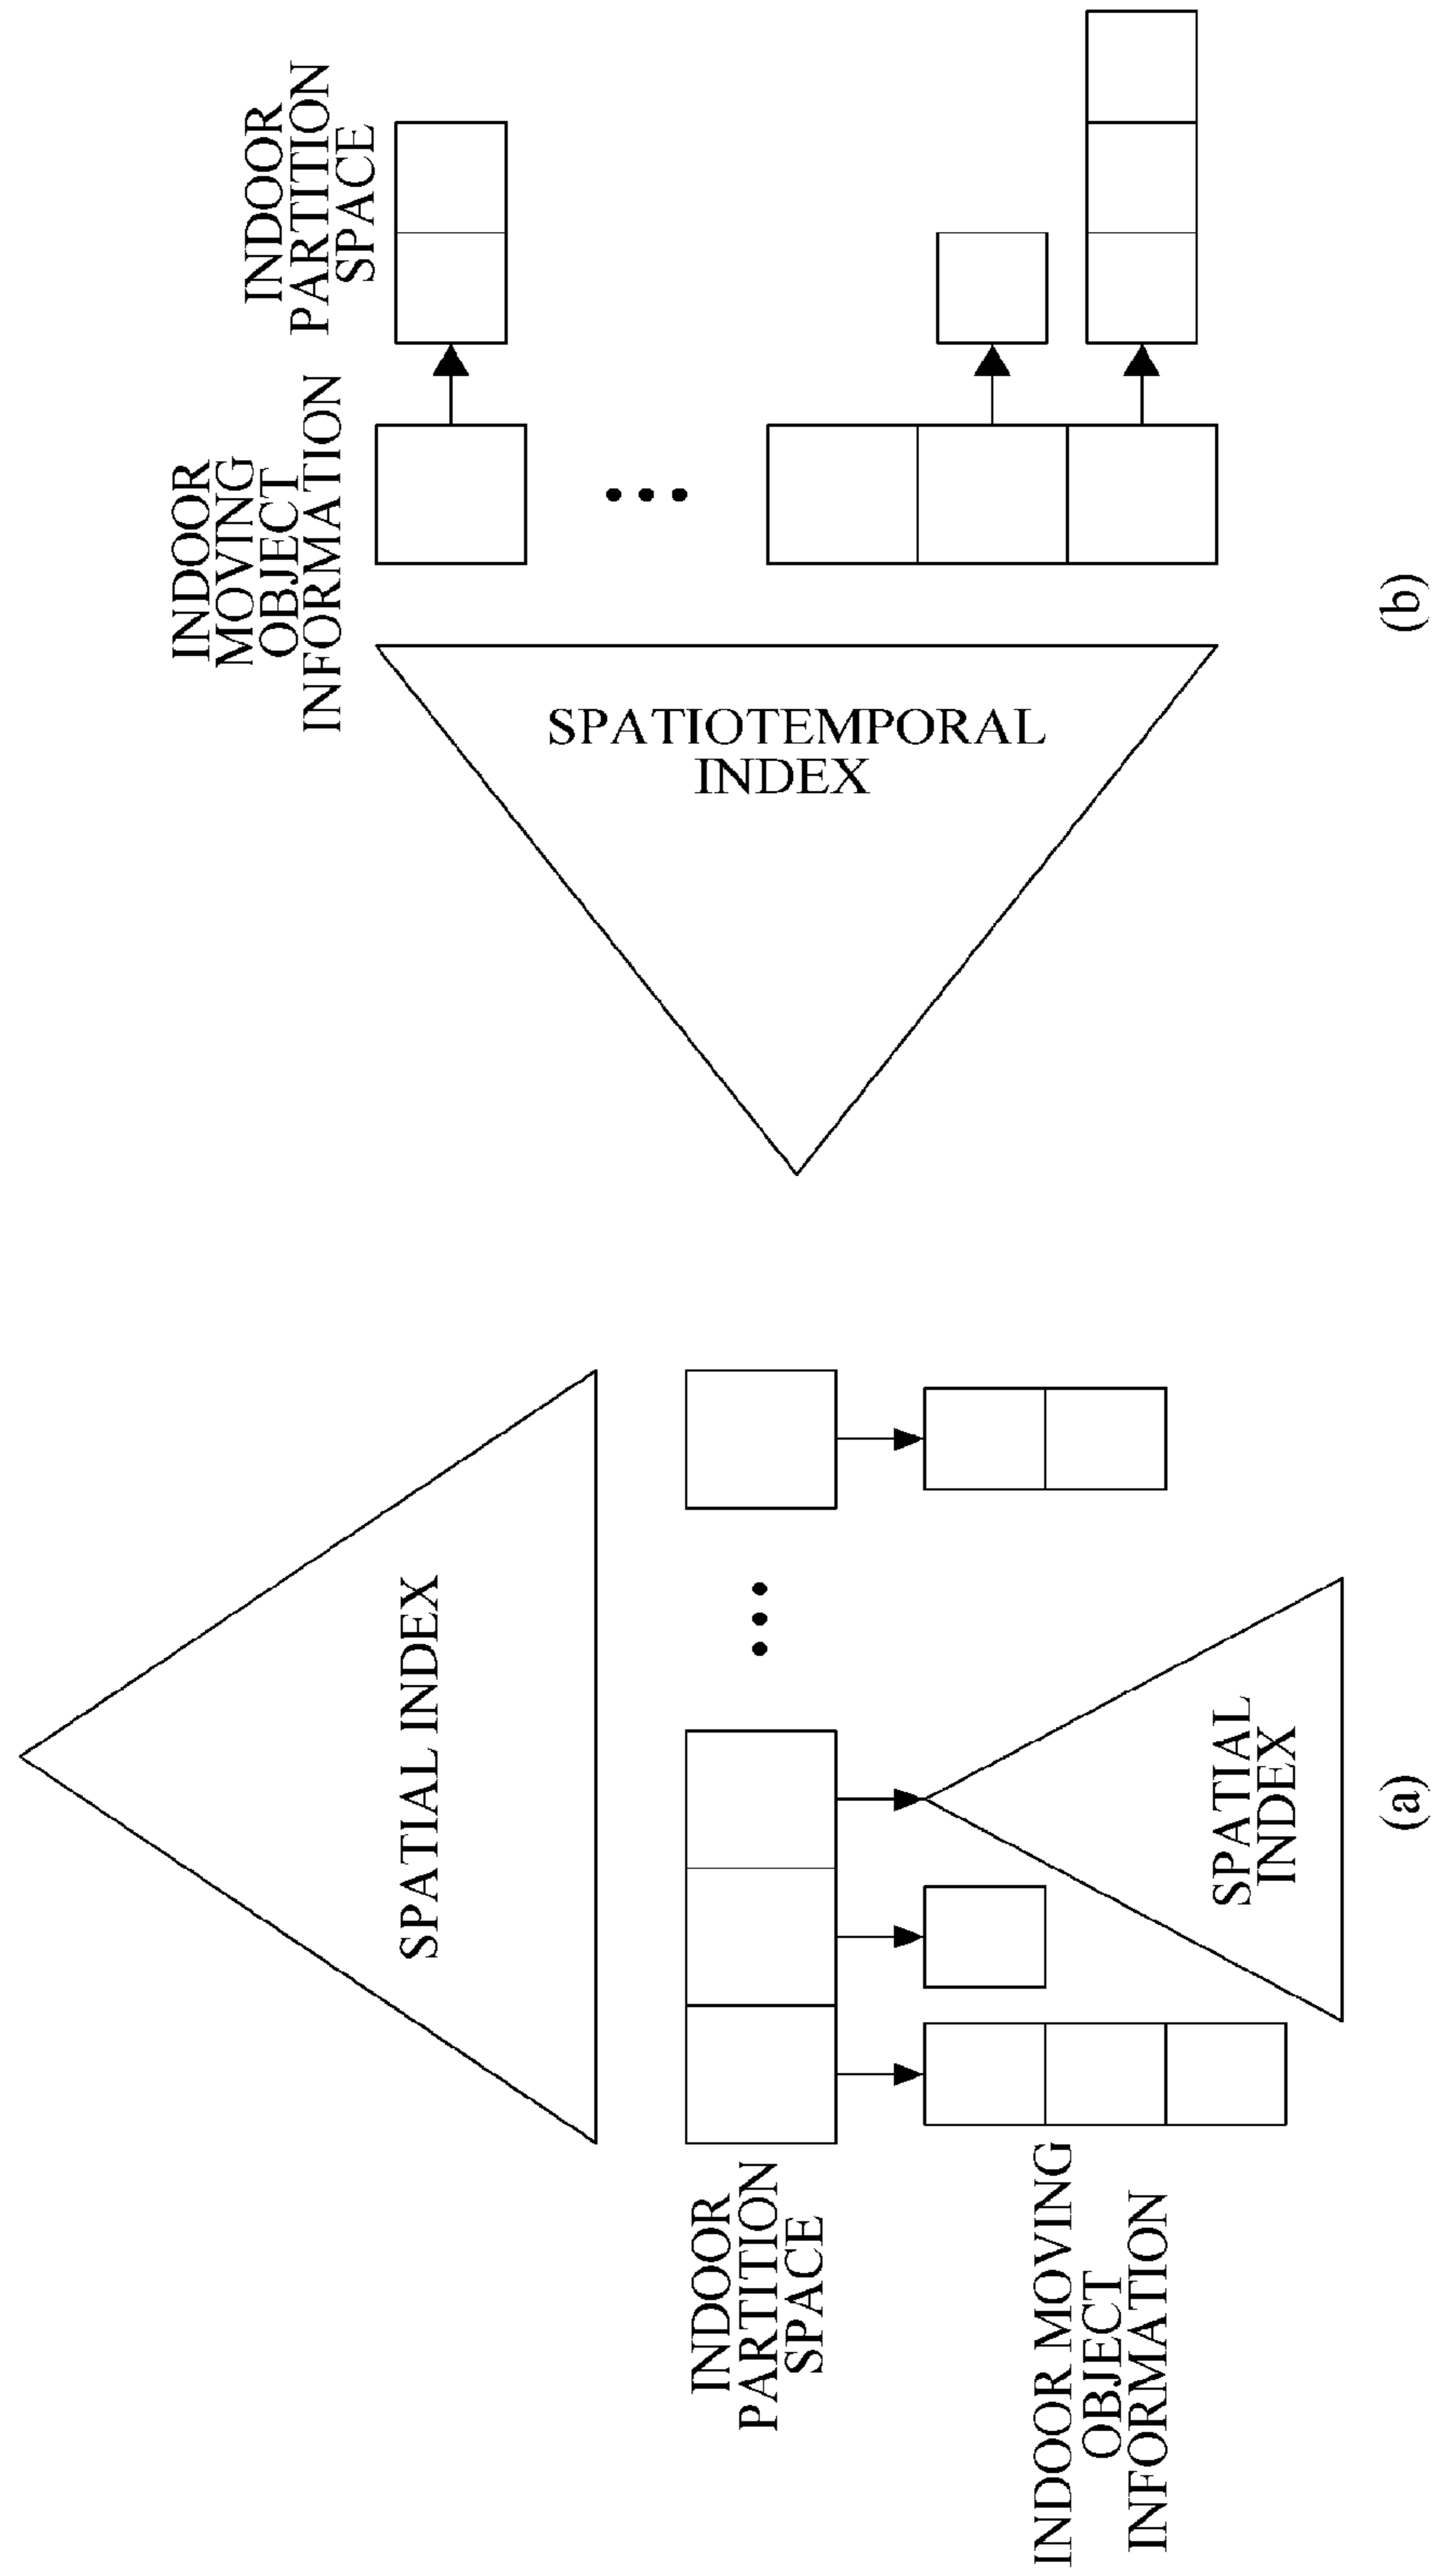 SPATIAL INDEX
INDOOR
PARTITION
SPACE
INDOOR MOVING
OBJECT
INFORMATION
SPATIAL
INDEX
(a)
INDOOR
MOVING
OBJECT
INFORMATION
INDOOR
PARTITION
SPACE
SPATIOTEMPORAL
INDEX
(b)